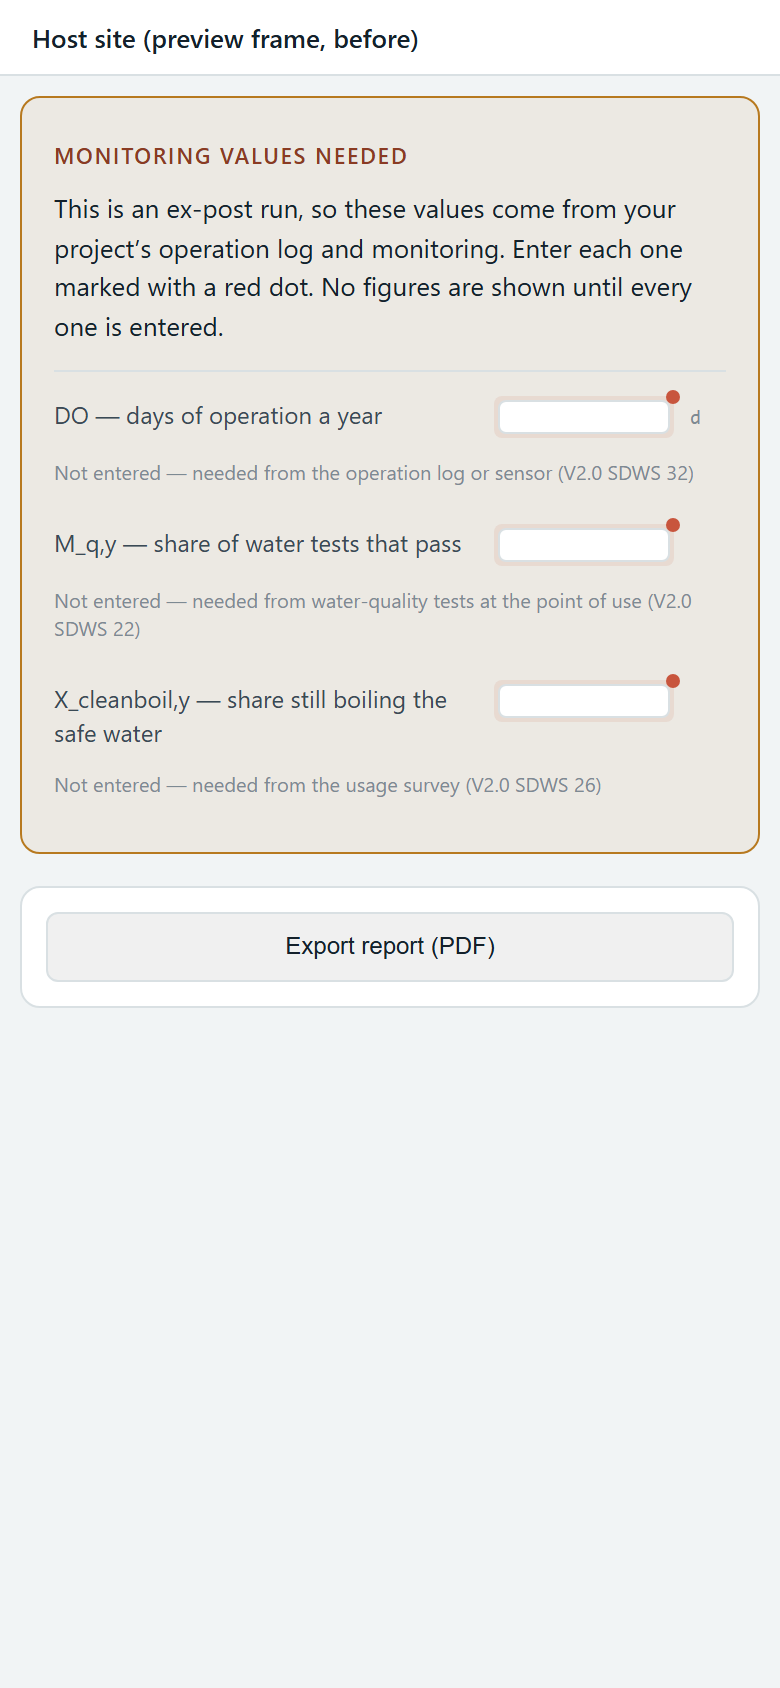 Host site (preview frame, before)
MONITORING VALUES NEEDED
This is an ex-post run, so these values come from your
project’s operation log and monitoring. Enter each one
marked with a red dot. No figures are shown until every
one is entered.
DO — days of operation a year
d
Not entered — needed from the operation log or sensor (V2.0 SDWS 32)
M_q,y — share of water tests that pass
Not entered — needed from water-quality tests at the point of use (V2.0
SDWS 22)
X_cleanboil,y — share still boiling the
safe water
Not entered — needed from the usage survey (V2.0 SDWS 26)
Export report (PDF)